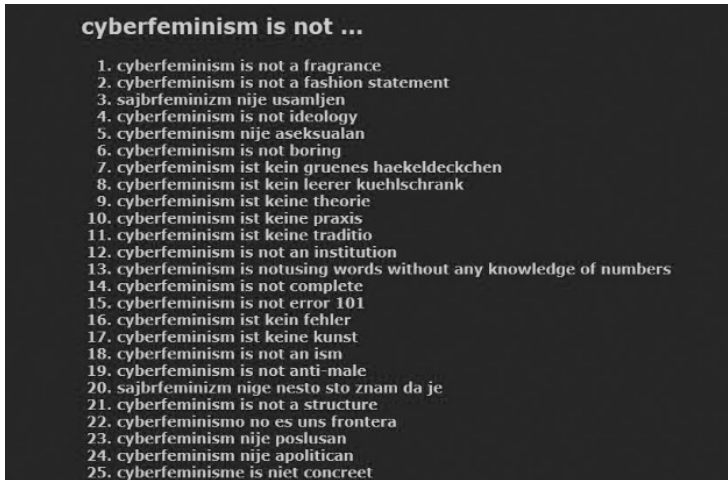 cyberfeminism is not ...
1. cyberfeminism is not a fragrance
2. cyberfeminism is not a fashion statement
3. sajbrfeminizm nije usamljen
4. cyberfeminism is not ideology
5. cyberfeminism nije aseksualan
6. cyberfeminism is not boring
7. cyberfeminism ist kein gruenes haekeldeckchen
8. cyberfeminism ist kein leerer kuehlschrank
9. cyberfeminism ist keine theorie
10. cyberfeminism ist keine praxis
11. cyberfeminism ist keine traditio
12. cyberfeminism is not an institution
13. cyberfeminism is notusing words without any knowledge of numbers
14. cyberfeminism is not complete
15. cyberfeminism is not error 101
16. cyberfeminism ist kein fehler
17. cyberfeminism ist keine kunst
18. cyberfeminism is not an ism
19. cyberfeminism is not anti-male
20. sajbrfeminizm nige nesto sto znam da je
21. cyberfeminism is not a structure
22. cyberfeminismo no es uns frontera
23. cyberfeminism nije poslusan
24. cyberfeminism nije apolitican
25. cyberfeminisme is niet concreet